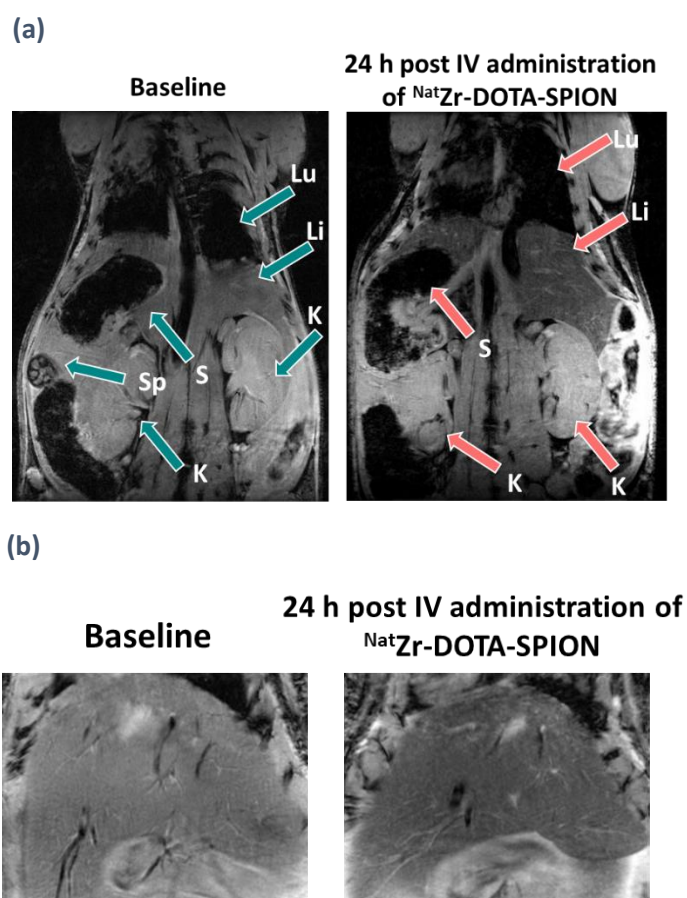 (a)
Baseline
24 h post IV administration
of NatZr-DOTA-SPION
Lu
Li
K
S
Sp
K
Lu
Li
S
K
K
(b)
Baseline
24 h post IV administration of
NatZr-DOTA-SPION